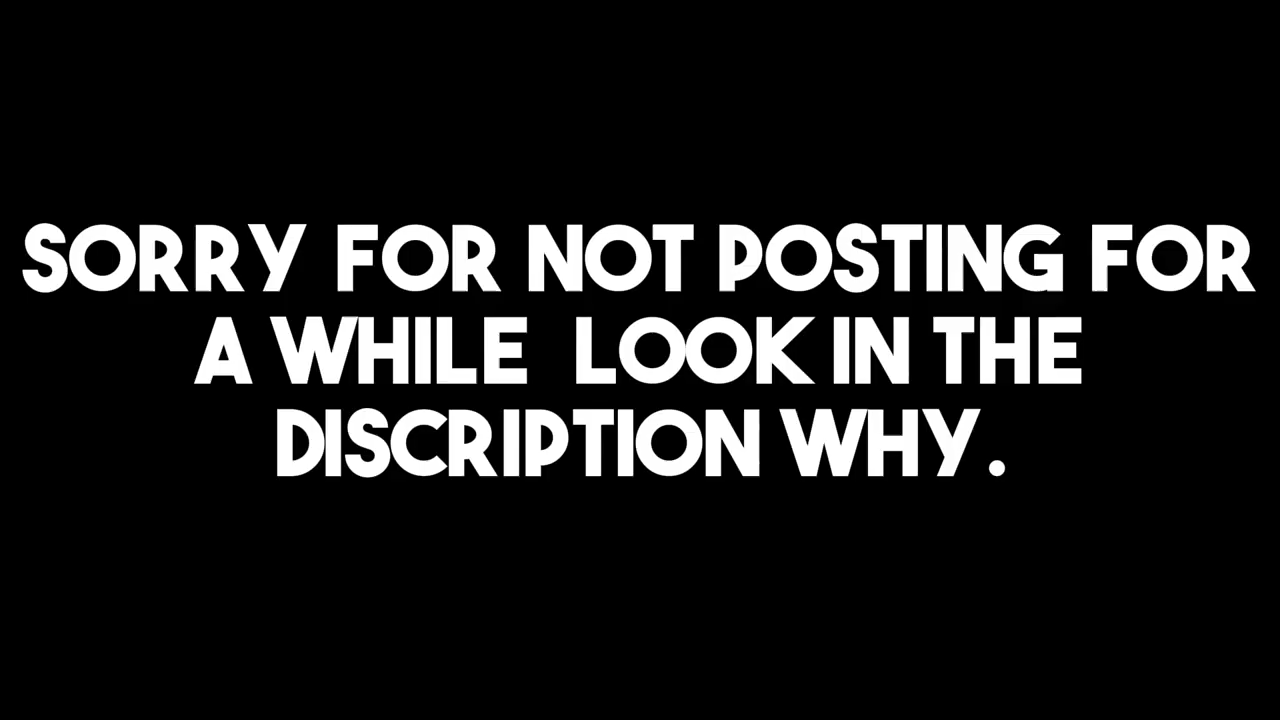 SORRY FOR NOT POSTING FOR
A WHILE LOOK IN THE
DISCRIPTION WHY.